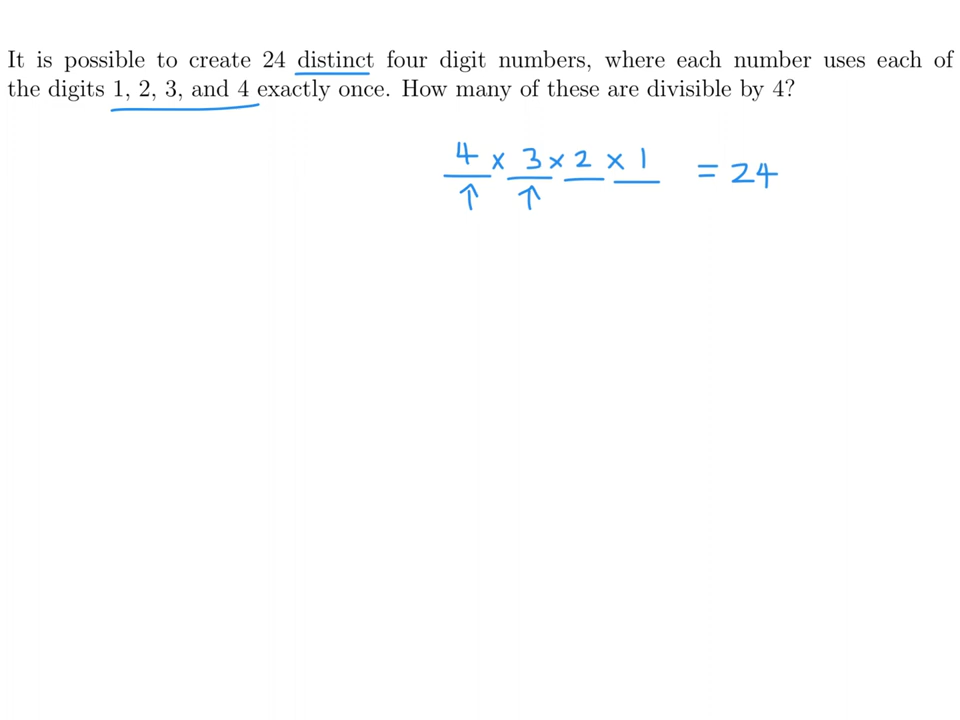 It is possible to create 24 distinct four digit numbers, where each number uses each of
the digits 1, 2, 3, and 4 exactly once. How many of these are divisible by 4?
4 × 3 × 2 × 1 = 24